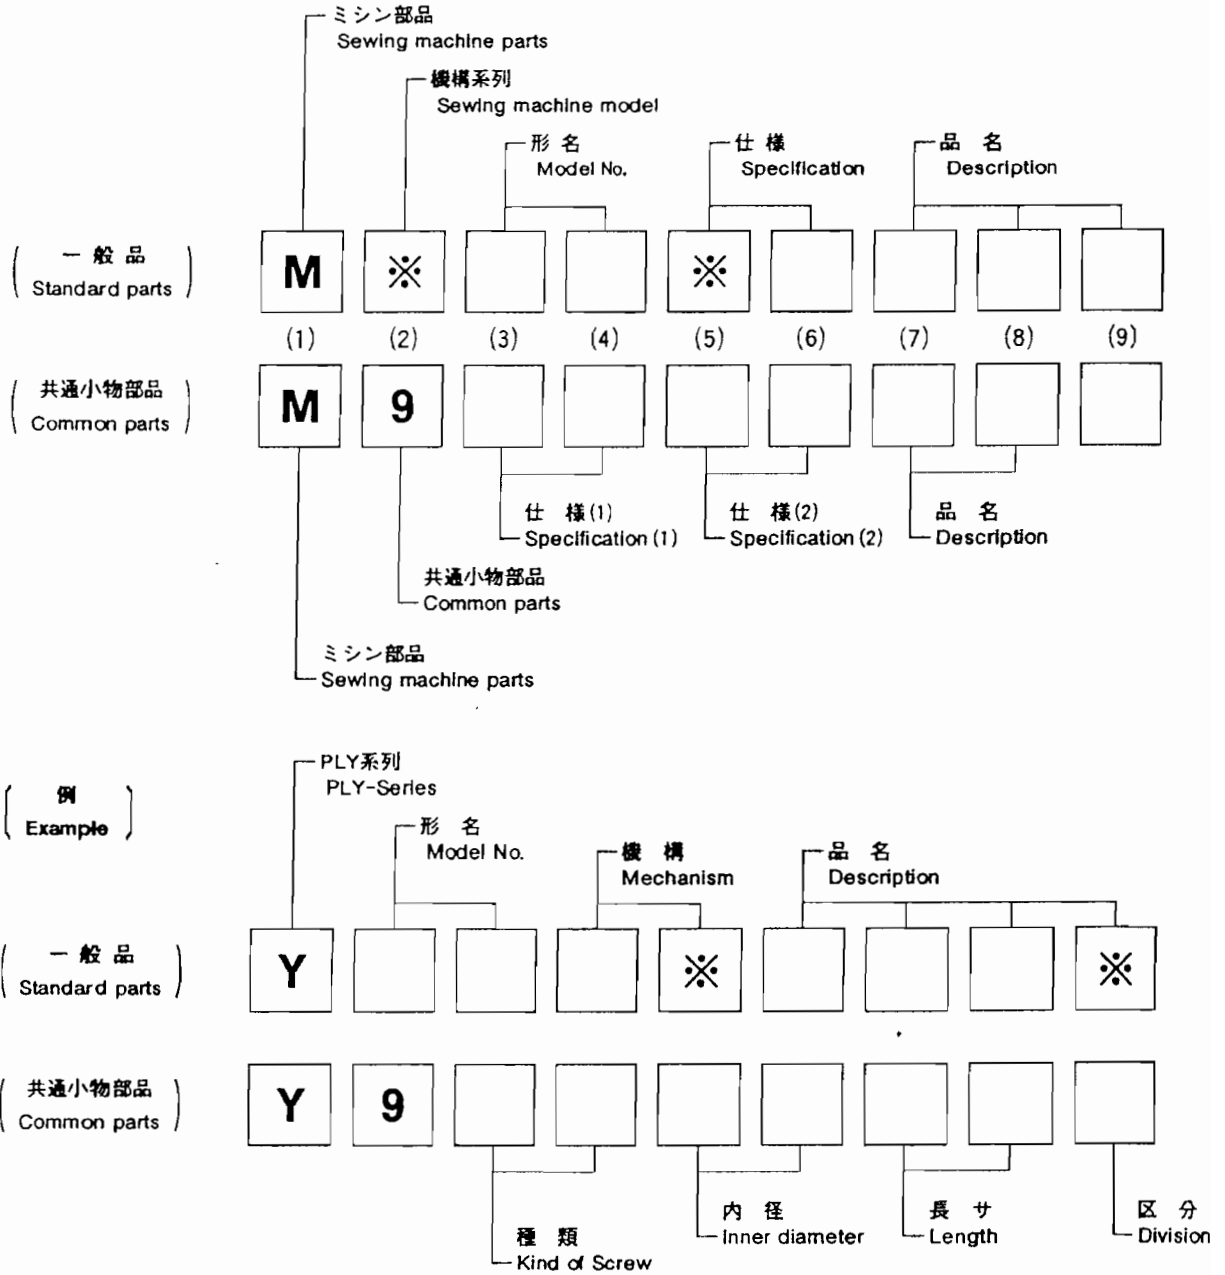 ミシン部品
Sewing machine parts
機構系列
Sewing machine model
形名
Model No.
仕様
Specification
品名
Description
一般品
Standard parts
M ※ ※
(1) (2) (3) (4) (5) (6) (7) (8) (9)
共通小物部品
Common parts
M 9
仕様(1)
Specification (1)
仕様(2)
Specification (2)
品名
Description
共通小物部品
Common parts
ミシン部品
Sewing machine parts
PLY系列
PLY-Series
例
Example
形名
Model No.
機構
Mechanism
品名
Description
一般品
Standard parts
Y ※ ※
共通小物部品
Common parts
Y 9
種類
Kind of Screw
内径
Inner diameter
長サ
Length
区分
Division